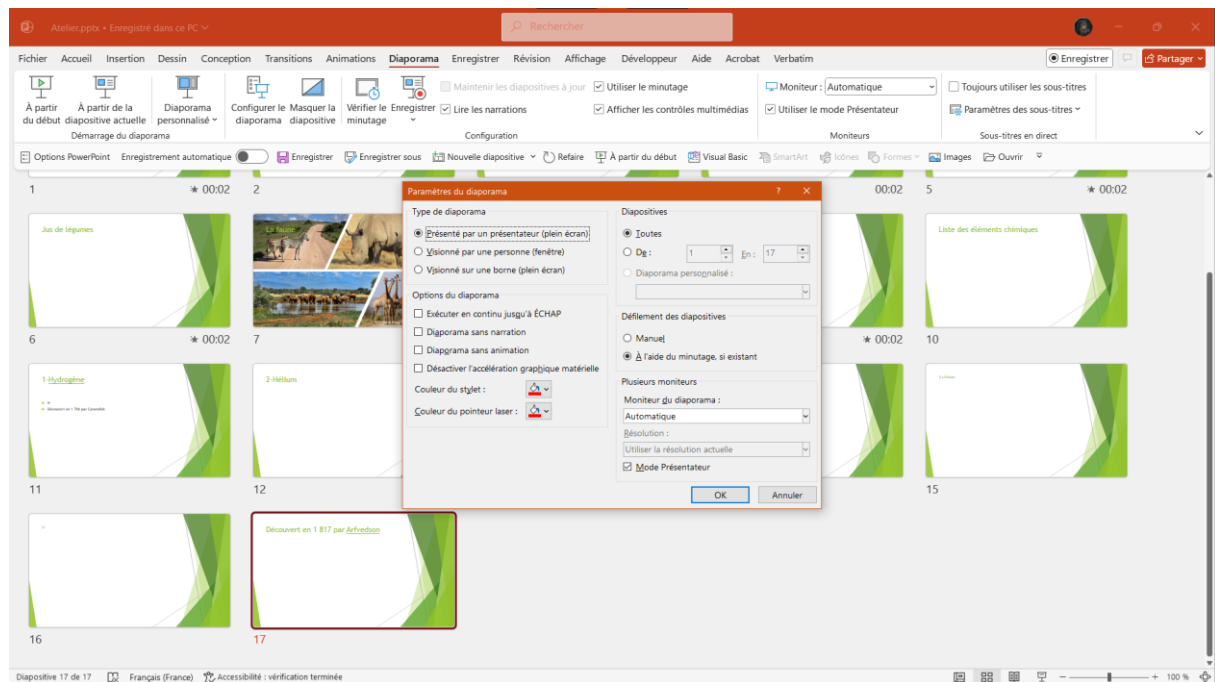 Atelier.pptx • Enregistré dans ce PC
Rechercher
Fichier Accueil Insertion Dessin Conception Transitions Animations Diaporama Enregistrer Révision Affichage Développeur Aide Acrobat Verbatim
Enregistrer
Partager
À partir du début
À partir de la diapositive actuelle
Diaporama personnalisé
Démarrage du diaporama
Configurer le diaporama
Masquer la diapositive
Vérifier le minutage
Enregistrer
Maintenir les diapositives à jour
Lire les narrations
Utiliser le minutage
Afficher les contrôles multimédias
Configuration
Moniteur : Automatique
Utiliser le mode Présentateur
Moniteurs
Toujours utiliser les sous-titres
Paramètres des sous-titres
Sous-titres en direct
Options PowerPoint Enregistrement automatique Enregistrer Enregistrer sous Nouvelle diapositive Refaire À partir du début Visual Basic SmartArt Icônes Formes Images Ouvrir
1 00:02 2 00:02 5 00:02
Paramètres du diaporama ? ×
Type de diaporama
Présenté par un présentateur (plein écran)
Visionné par une personne (fenêtre)
Visionné sur une borne (plein écran)
Options du diaporama
Exécuter en continu jusqu'à ÉCHAP
Diaporama sans narration
Diaporama sans animation
Désactiver l'accélération graphique matérielle
Couleur du stylet :
Couleur du pointeur laser :
Diapositives
Toutes
De : 1 En : 17
Diaporama personnalisé :
Défilement des diapositives
Manuel
À l'aide du minutage, si existant
Plusieurs moniteurs
Moniteur du diaporama :
Automatique
Résolution :
Utiliser la résolution actuelle
Mode Présentateur
OK Annuler
Jus de légumes
La faune
Liste des éléments chimiques
6 00:02 7 00:02 10
1-Hydrogène
H
Découvert en 1 766 par Cavendish
2-Hélium
11 12 15
Découvert en 1 817 par Arfvedson
16 17
Diapositive 17 de 17 Français (France) Accessibilité : vérification terminée 100 %